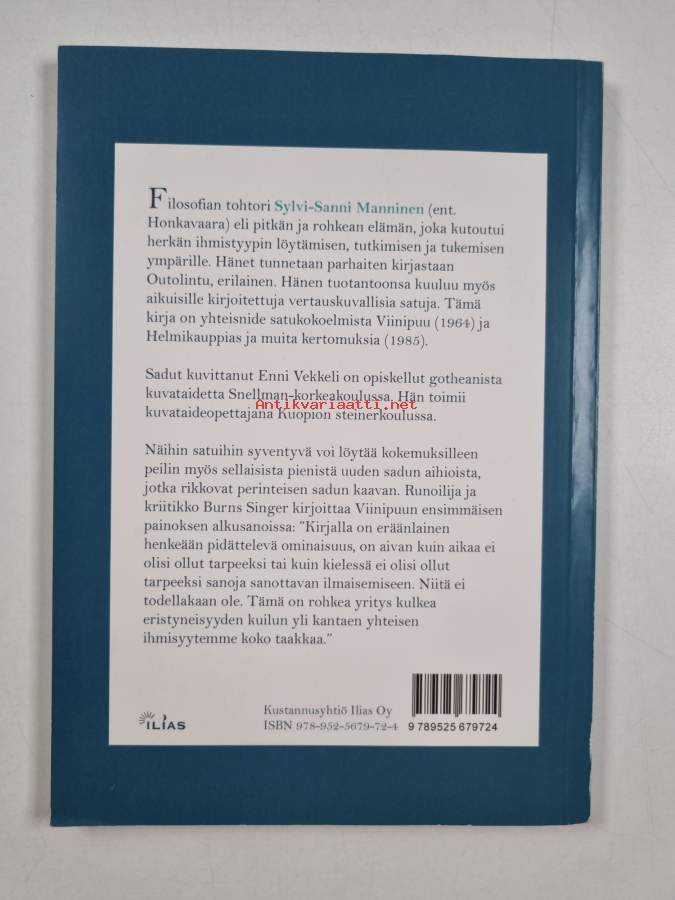 Filosofian tohtori Sylvi-Sanni Manninen (ent.
Honkavaara) eli pitkän ja rohkean elämän, joka kutoutui
herkän ihmistyypin löytämisen, tutkimisen ja tukemisen
ympärille. Hänet tunnetaan parhaiten kirjastaan
Outolintu, erilainen. Hänen tuotantoonsa kuuluu myös
aikuisille kirjoitettuja vertauskuvallisia satuja. Tämä
kirja on yhteisnide satukokoelmista Viinipuu (1964) ja
Helmikauppias ja muita kertomuksia (1985).
Sadut kuvittanut Enni Vekkeli on opiskellut gotheanista
kuvataidetta Snellman-korkeakoulussa. Hän toimii
Antikvariaatti.net
kuvataideopettajana Kuopion steinerkoulussa.
Näihin satuihin syventyvä voi löytää kokemuksilleen
peilin myös sellaisista pienistä uuden sadun aihioista,
jotka rikkovat perinteisen sadun kaavan. Runoilija ja
kriitikko Burns Singer kirjoittaa Viinipuun ensimmäisen
painoksen alkusanoissa: ”Kirjalla on eräänlainen
henkeään pidättelevä ominaisuus, on aivan kuin aikaa ei
olisi ollut tarpeeksi tai kuin kielessä ei olisi ollut
tarpeeksi sanoja sanottavan ilmaisemiseen. Niitä ei
todellakaan ole. Tämä on rohkea yritys kulkea
eristyneisyyden kuilun yli kantaen yhteisen
ihmisyytemme koko taakkaa.”
ILIAS
Kustannusyhtiö Ilias Oy
ISBN 978-952-5679-72-4
9 789525 679724